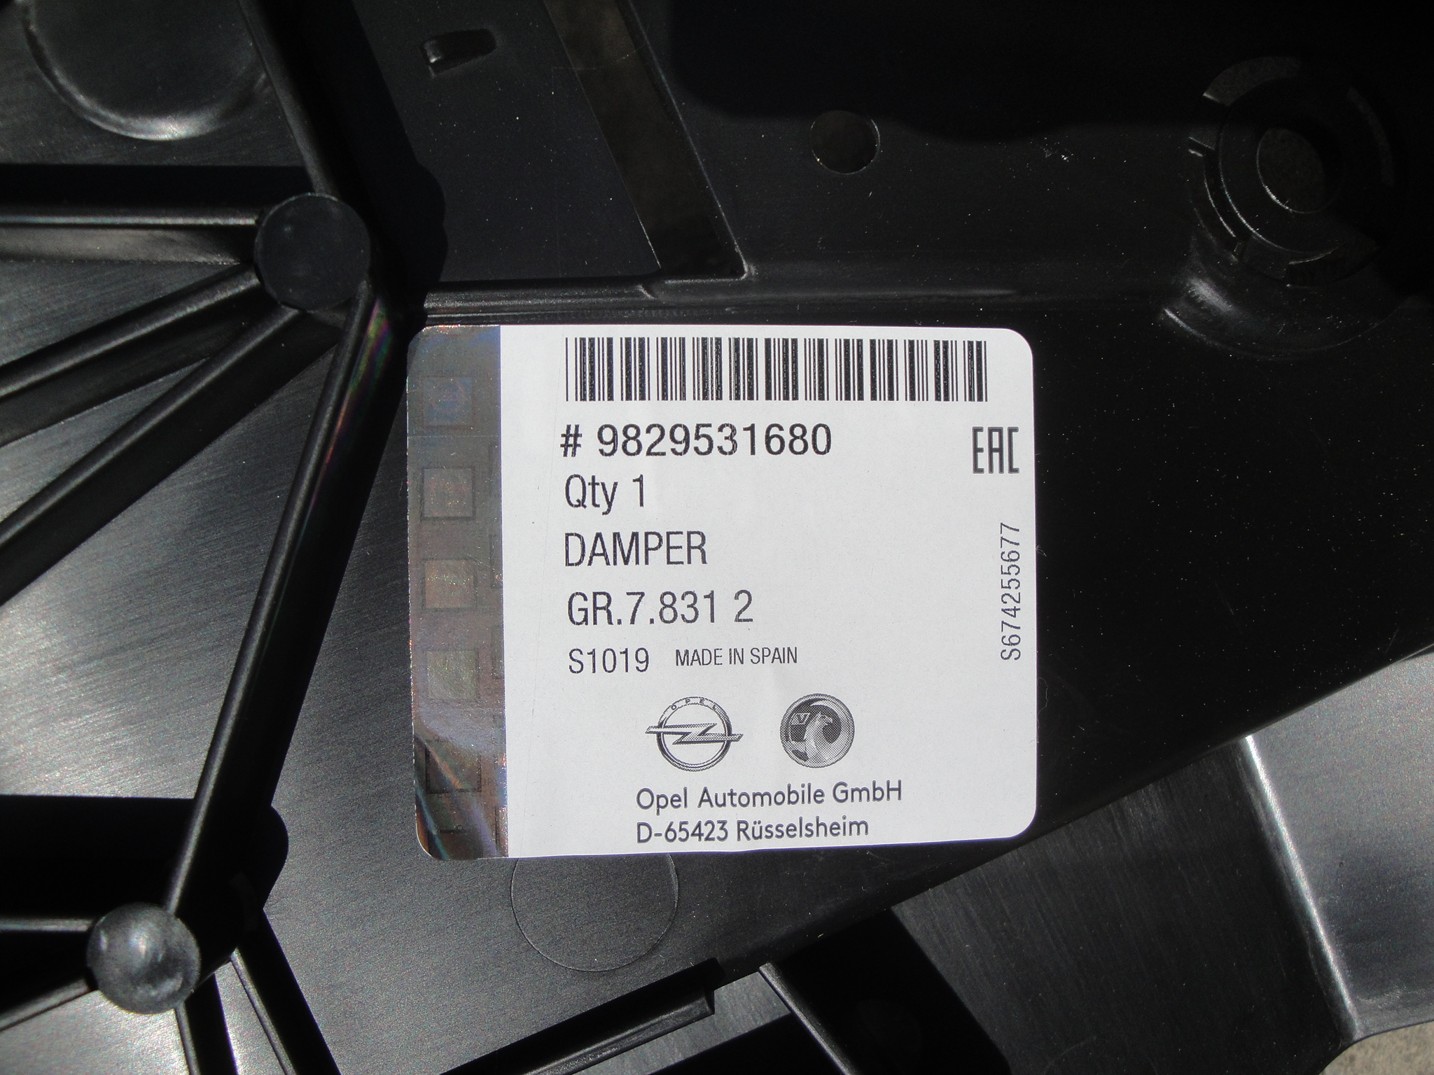 # 9829531680
EAC
Qty 1
DAMPER
GR.7.831 2
S1019 MADE IN SPAIN
S674255677
OPEL
V
Opel Automobile GmbH
D-65423 Rüsselsheim